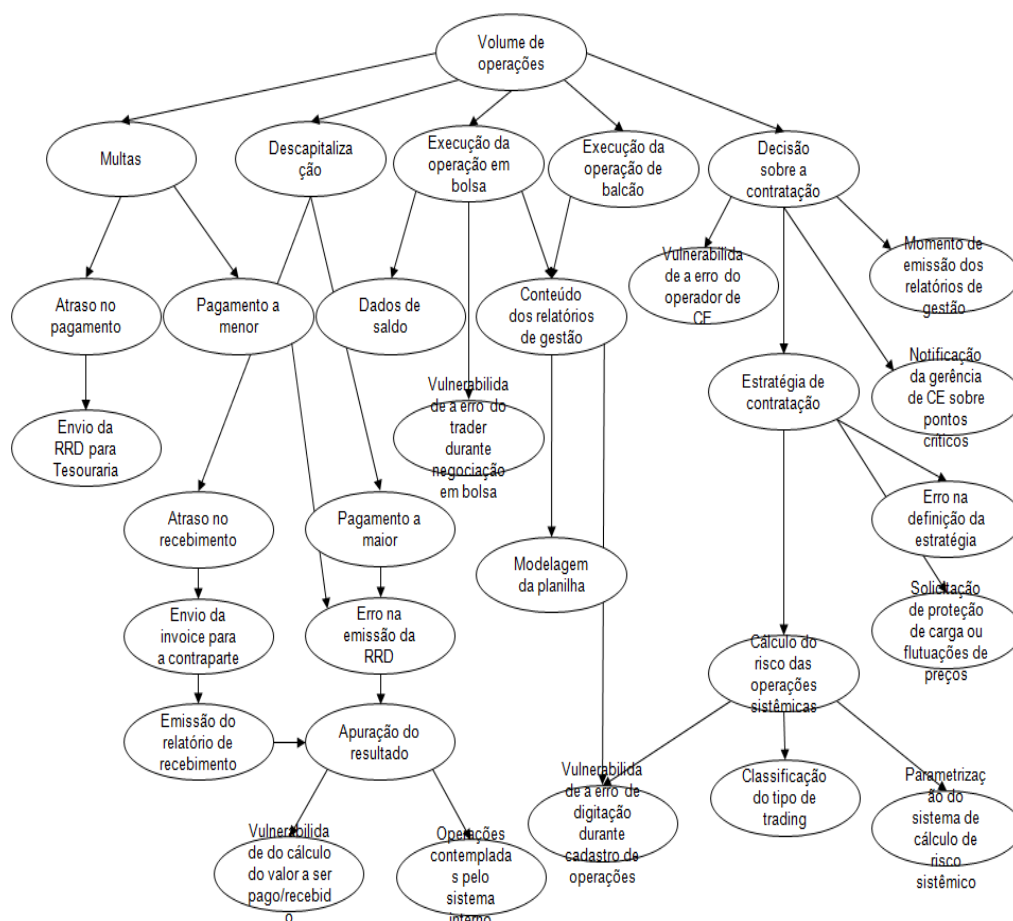 Volume de
operações
Multas
Descapitaliza
ção
Execução da
operação em
bolsa
Execução da
operação de
balcão
Decisão
sobre a
contratação
Vulnerabilida
de a erro do
operador de
CE
Momento de
emissão dos
relatórios de
gestão
Atraso no
pagamento
Pagamento a
menor
Dados de
saldo
Conteúdo
dos relatórios
de gestão
Estratégia de
contratação
Notificação
da gerência
de CE sobre
pontos
críticos
Envio da
RRD para
Tesouraria
Vulnerabilida
de a erro do
trader
durante
negociação
em bolsa
Atraso no
recebimento
Pagamento a
maior
Modelagem
da planilha
Erro na
definição da
estratégia
Envio da
invoice para
a contraparte
Erro na
emissão da
RRD
Solicitação
de proteção
de carga ou
flutuações de
preços
Cálculo do
risco das
operações
sistêmicas
Emissão do
relatório de
recebimento
Apuração do
resultado
Vulnerabilida
de a erro de
digitação
durante
cadastro de
operações
Classificação
do tipo de
trading
Parametrizaç
ão do
sistema de
cálculo de
risco
sistêmico
Vulnerabilida
de do cálculo
do valor a ser
pago/recebid
o
Operações
contemplada
s pelo
sistema
interno